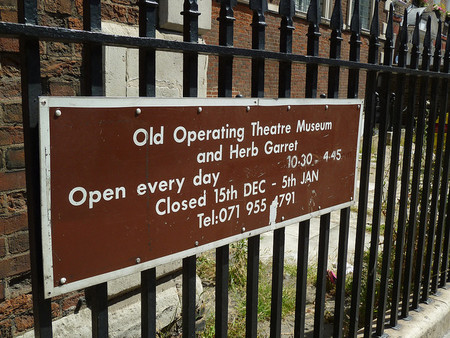 Old Operating Theatre Museum
and Herb Garret
Open every day 10·30 - 4·45
Closed 15th DEC - 5th JAN
Tel:071 955 4791